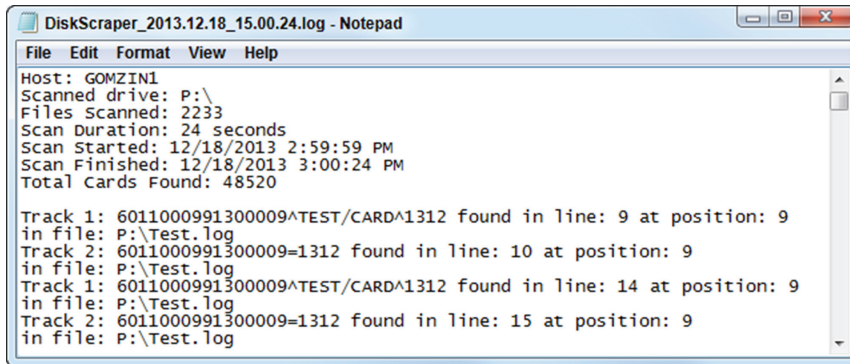 DiskScraper_2013.12.18_15.00.24.log - Notepad
File Edit Format View Help
Host: GOMZIN1
Scanned drive: P:\
Files Scanned: 2233
Scan Duration: 24 seconds
Scan Started: 12/18/2013 2:59:59 PM
Scan Finished: 12/18/2013 3:00:24 PM
Total Cards Found: 48520
Track 1: 6011000991300009^TEST/CARD^1312 found in line: 9 at position: 9
in file: P:\Test.log
Track 2: 6011000991300009=1312 found in line: 10 at position: 9
in file: P:\Test.log
Track 1: 6011000991300009^TEST/CARD^1312 found in line: 14 at position: 9
in file: P:\Test.log
Track 2: 6011000991300009=1312 found in line: 15 at position: 9
in file: P:\Test.log